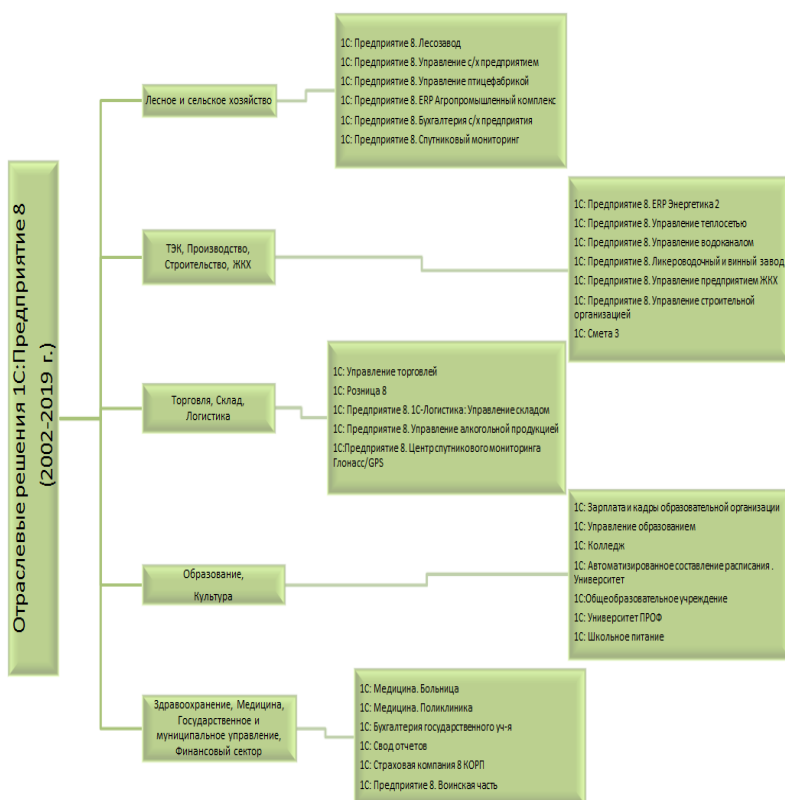 Отраслевые решения 1С:Предприятие 8
(2002-2019 г.)
Лесное и сельское хозяйство
1С: Предприятие 8. Лесозавод
1С: Предприятие 8. Управление с/х предприятием
1С: Предприятие 8. Управление птицефабрикой
1С: Предприятие 8. ERP Агропромышленный комплекс
1С: Предприятие 8. Бухгалтерия с/х предприятия
1С: Предприятие 8. Спутниковый мониторинг
ТЭК, Производство,
Строительство, ЖКХ
1С: Предприятие 8. ERP Энергетика 2
1С: Предприятие 8. Управление теплосетью
1С: Предприятие 8. Управление водоканалом
1С: Предприятие 8. Ликероводочный и винный завод
1С: Предприятие 8. Управление предприятием ЖКХ
1С: Предприятие 8. Управление строительной
организацией
1С: Смета 3
Торговля, Склад,
Логистика
1С: Управление торговлей
1С: Розница 8
1С: Предприятие 8. 1С-Логистика: Управление складом
1С: Предприятие 8. Управление алкогольной продукцией
1С:Предприятие 8. Центр спутникового мониторинга
Глонасс/GPS
Образование,
Культура
1С: Зарплата и кадры образовательной организации
1С: Управление образованием
1С: Колледж
1С: Автоматизированное составление расписания .
Университет
1С:Общеобразовательное учреждение
1С: Университет ПРОФ
1С: Школьное питание
Здравоохранение, Медицина,
Государственное и
муниципальное управление,
Финансовый сектор
1С: Медицина. Больница
1С: Медицина. Поликлиника
1С: Бухгалтерия государственного уч-я
1С: Свод отчетов
1С: Страховая компания 8 КОРП
1С: Предприятие 8. Воинская часть